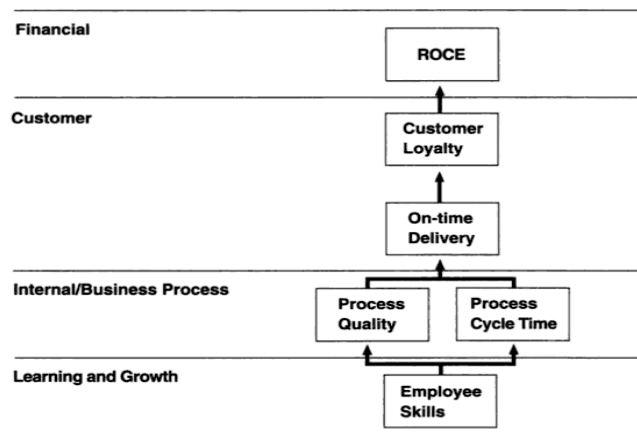 Financial
ROCE
Customer
Customer
Loyalty
On-time
Delivery
Internal/Business Process
Process
Quality
Process
Cycle Time
Learning and Growth
Employee
Skills